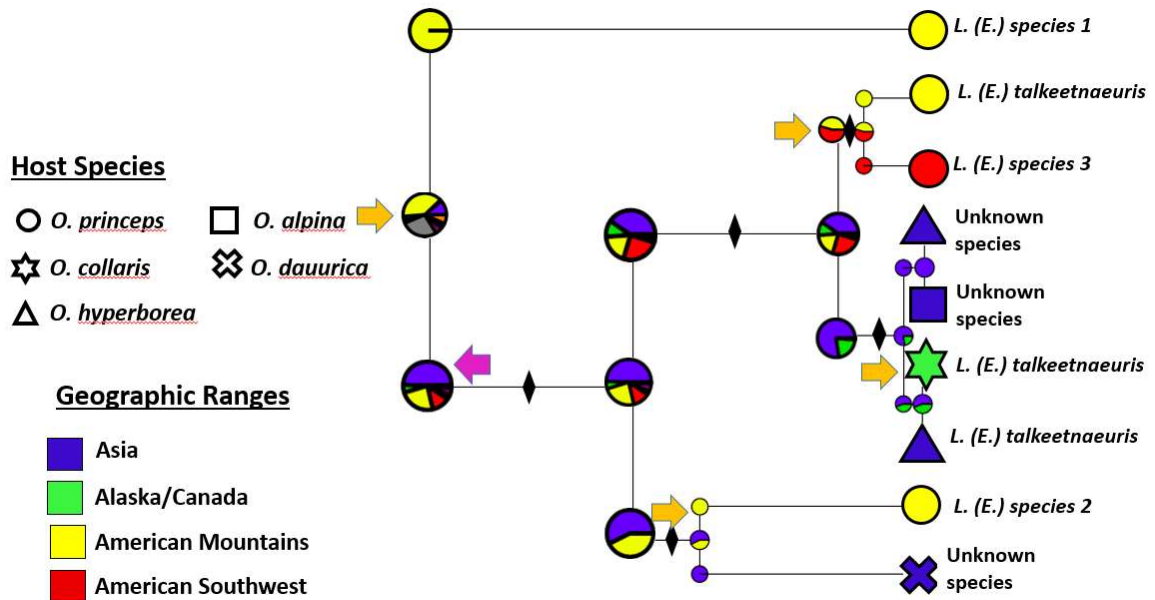 L. (E.) species 1
L. (E.) talkeetnaeuris
L. (E.) species 3
Host Species
O. princeps
O. alpina
O. collaris
O. dauurica
O. hyperborea
Unknown
species
Unknown
species
L. (E.) talkeetnaeuris
L. (E.) talkeetnaeuris
Geographic Ranges
Asia
Alaska/Canada
American Mountains
American Southwest
L. (E.) species 2
Unknown
species